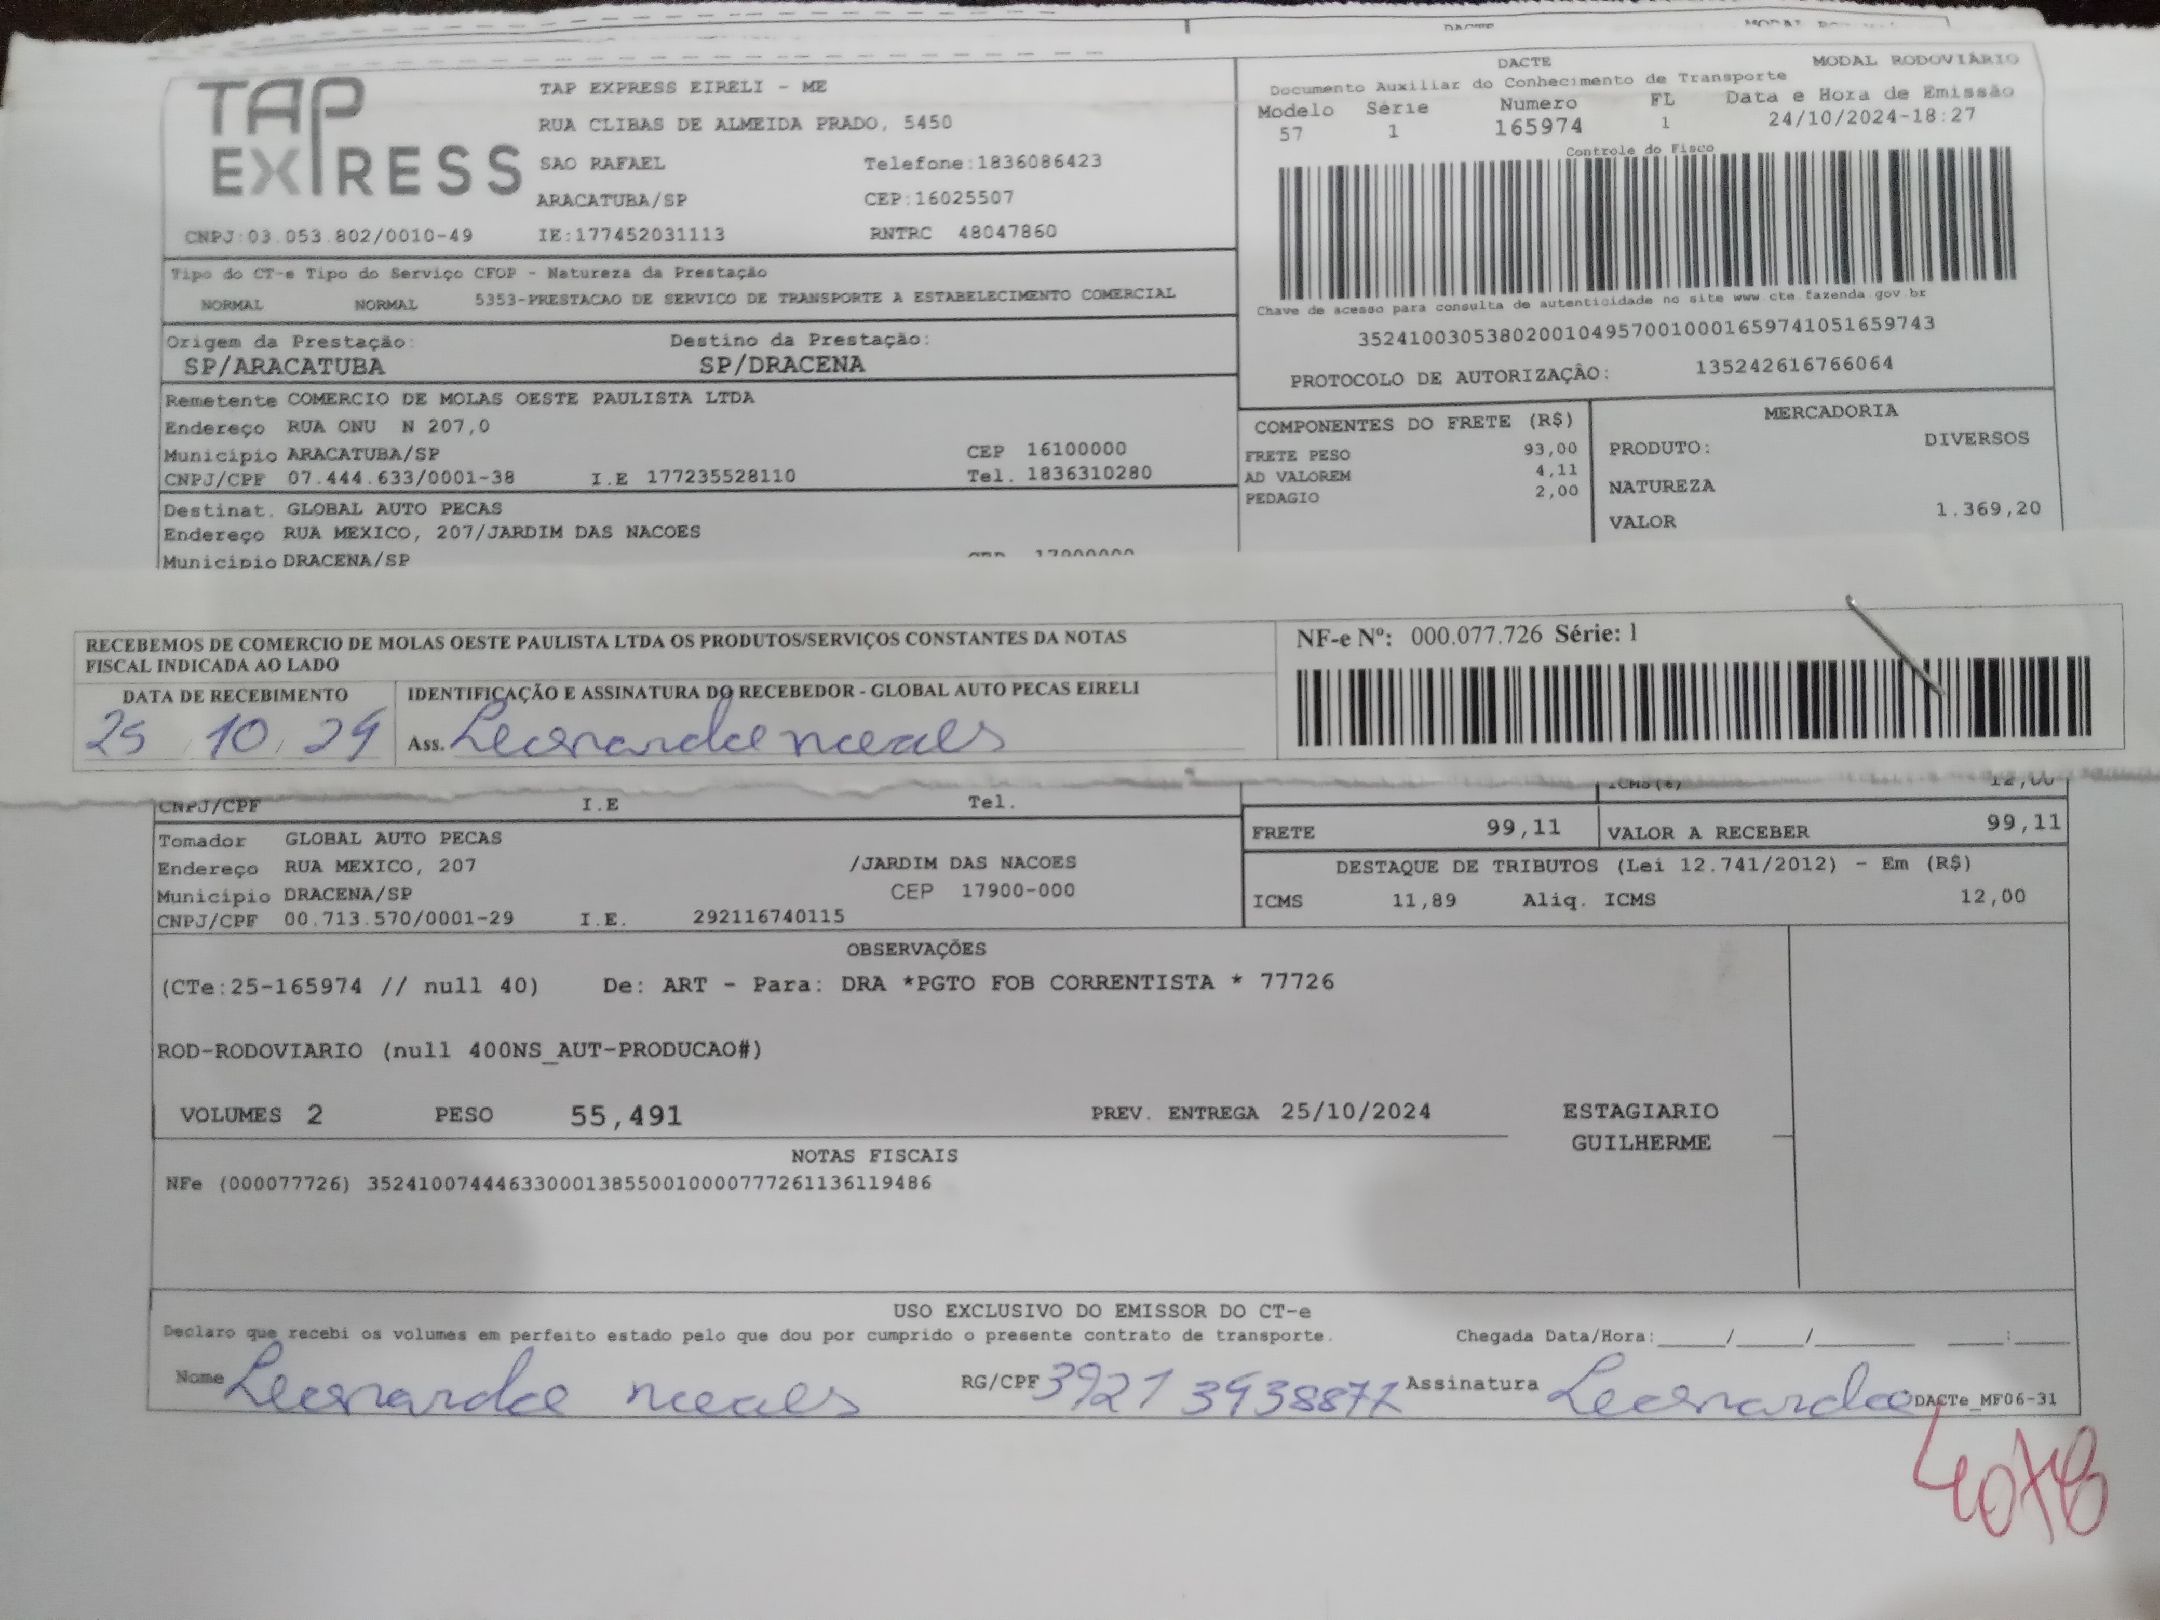 DACTE
TAP EXPRESS
TAP EXPRESS EIRELI - ME
RUA CLIBAS DE ALMEIDA PRADO, 5450
SAO RAFAEL Telefone:1836086423
ARACATUBA/SP CEP:16025507
CNPJ:03.053.802/0010-49 IE:177452031113 RNTRC 48047860
DACTE MODAL RODOVIÁRIO
Documento Auxiliar do Conhecimento de Transporte
Modelo Série Numero FL Data e Hora de Emissão
57 1 165974 1 24/10/2024-18:27
Controle do Fisco
Chave de acesso para consulta de autenticidade no site www.cte.fazenda.gov.br
35241003053802001049570010001659741051659743
PROTOCOLO DE AUTORIZAÇÃO: 135242616766064
Tipo do CT-e Tipo do Serviço CFOP - Natureza da Prestação
NORMAL NORMAL 5353-PRESTACAO DE SERVICO DE TRANSPORTE A ESTABELECIMENTO COMERCIAL
Origem da Prestação: Destino da Prestação:
SP/ARACATUBA SP/DRACENA
Remetente COMERCIO DE MOLAS OESTE PAULISTA LTDA
Endereço RUA ONU N 207,0
Município ARACATUBA/SP CEP 16100000
CNPJ/CPF 07.444.633/0001-38 I.E 177235528110 Tel. 1836310280
Destinat. GLOBAL AUTO PECAS
Endereço RUA MEXICO, 207/JARDIM DAS NACOES
Município DRACENA/SP CEP 17900000
COMPONENTES DO FRETE (R$)
FRETE PESO 93,00
AD VALOREM 4,11
PEDAGIO 2,00
MERCADORIA
PRODUTO: DIVERSOS
NATUREZA
VALOR 1.369,20
RECEBEMOS DE COMERCIO DE MOLAS OESTE PAULISTA LTDA OS PRODUTOS/SERVIÇOS CONSTANTES DA NOTAS
FISCAL INDICADA AO LADO
DATA DE RECEBIMENTO IDENTIFICAÇÃO E ASSINATURA DO RECEBEDOR - GLOBAL AUTO PECAS EIRELI
25 10 24 Ass. Leonardo
NF-e Nº: 000.077.726 Série: 1
CNPJ/CPF I.E Tel.
ICMS(%) 12,00
Tomador GLOBAL AUTO PECAS
Endereço RUA MEXICO, 207 /JARDIM DAS NACOES
Município DRACENA/SP CEP 17900-000
CNPJ/CPF 00.713.570/0001-29 I.E. 292116740115
FRETE 99,11 VALOR A RECEBER 99,11
DESTAQUE DE TRIBUTOS (Lei 12.741/2012) - Em (R$)
ICMS 11,89 Aliq. ICMS 12,00
OBSERVAÇÕES
(CTe:25-165974 // null 40) De: ART - Para: DRA *PGTO FOB CORRENTISTA * 77726
ROD-RODOVIARIO (null 400NS_AUT-PRODUCAO#)
VOLUMES 2 PESO 55,491 PREV. ENTREGA 25/10/2024 ESTAGIARIO
GUILHERME
NOTAS FISCAIS
NFe (000077726) 35241007444633000138550010000777261136119486
USO EXCLUSIVO DO EMISSOR DO CT-e
Declaro que recebi os volumes em perfeito estado pelo que dou por cumprido o presente contrato de transporte. Chegada Data/Hora:____/____/______ ___:___
Nome Leonardo RG/CPF Assinatura Leonardo DACTe_MF06-31